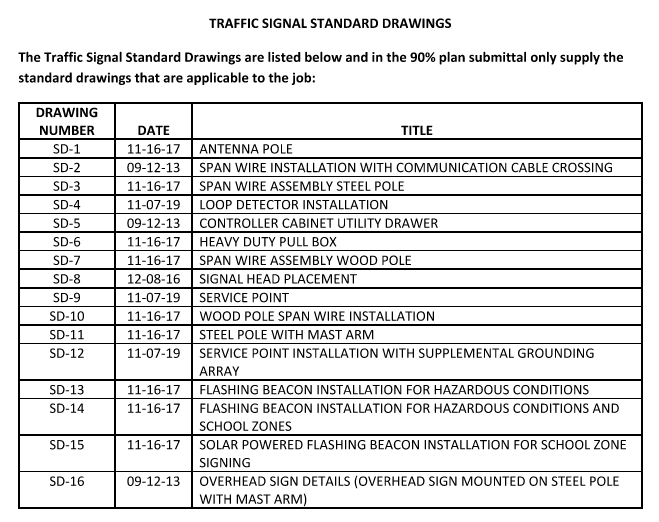 TRAFFIC SIGNAL STANDARD DRAWINGS
The Traffic Signal Standard Drawings are listed below and in the 90% plan submittal only supply the
standard drawings that are applicable to the job:
DRAWING
NUMBER DATE TITLE
SD-1 11-16-17 ANTENNA POLE
SD-2 09-12-13 SPAN WIRE INSTALLATION WITH COMMUNICATION CABLE CROSSING
SD-3 11-16-17 SPAN WIRE ASSEMBLY STEEL POLE
SD-4 11-07-19 LOOP DETECTOR INSTALLATION
SD-5 09-12-13 CONTROLLER CABINET UTILITY DRAWER
SD-6 11-16-17 HEAVY DUTY PULL BOX
SD-7 11-16-17 SPAN WIRE ASSEMBLY WOOD POLE
SD-8 12-08-16 SIGNAL HEAD PLACEMENT
SD-9 11-07-19 SERVICE POINT
SD-10 11-16-17 WOOD POLE SPAN WIRE INSTALLATION
SD-11 11-16-17 STEEL POLE WITH MAST ARM
SD-12 11-07-19 SERVICE POINT INSTALLATION WITH SUPPLEMENTAL GROUNDING
ARRAY
SD-13 11-16-17 FLASHING BEACON INSTALLATION FOR HAZARDOUS CONDITIONS
SD-14 11-16-17 FLASHING BEACON INSTALLATION FOR HAZARDOUS CONDITIONS AND
SCHOOL ZONES
SD-15 11-16-17 SOLAR POWERED FLASHING BEACON INSTALLATION FOR SCHOOL ZONE
SIGNING
SD-16 09-12-13 OVERHEAD SIGN DETAILS (OVERHEAD SIGN MOUNTED ON STEEL POLE
WITH MAST ARM)